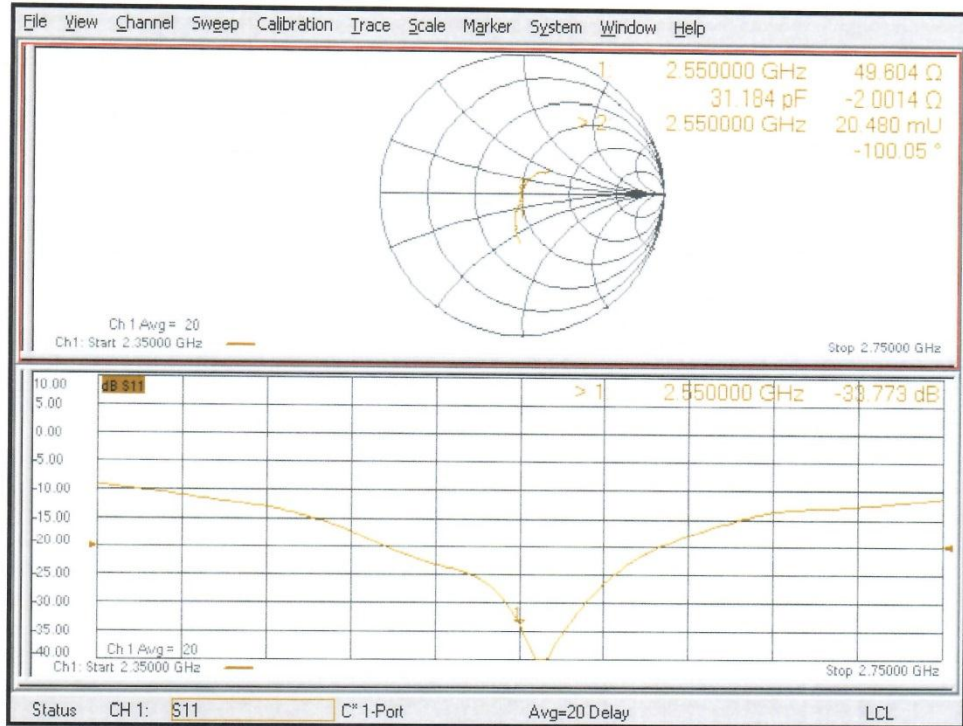 File View Channel Sweep Calibration Trace Scale Marker System Window Help
1: 2.550000 GHz 49.604 Ω
31.184 pF -2.0014 Ω
> 2: 2.550000 GHz 20.480 mU
-100.05 °
Ch 1 Avg = 20
Ch1: Start 2.35000 GHz Stop 2.75000 GHz
10.00 dB S11 > 1: 2.550000 GHz -33.773 dB
5.00
0.00
-5.00
-10.00
-15.00
-20.00
-25.00
-30.00
1
-35.00
-40.00 Ch 1 Avg = 20
Ch1: Start 2.35000 GHz Stop 2.75000 GHz
Status CH 1: S11 C* 1-Port Avg=20 Delay LCL